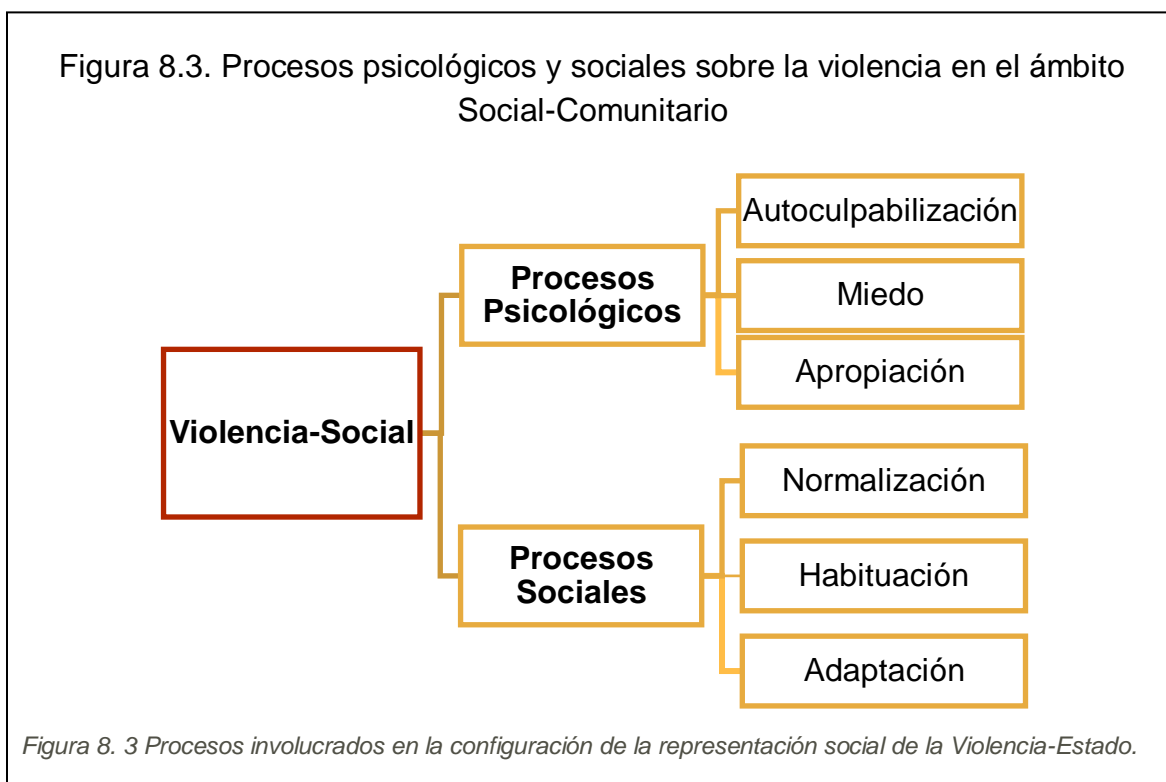 Figura 8.3. Procesos psicológicos y sociales sobre la violencia en el ámbito
Social-Comunitario
Violencia-Social
Procesos
Psicológicos
Autoculpabilización
Miedo
Apropiación
Procesos
Sociales
Normalización
Habituación
Adaptación
Figura 8. 3 Procesos involucrados en la configuración de la representación social de la Violencia-Estado.